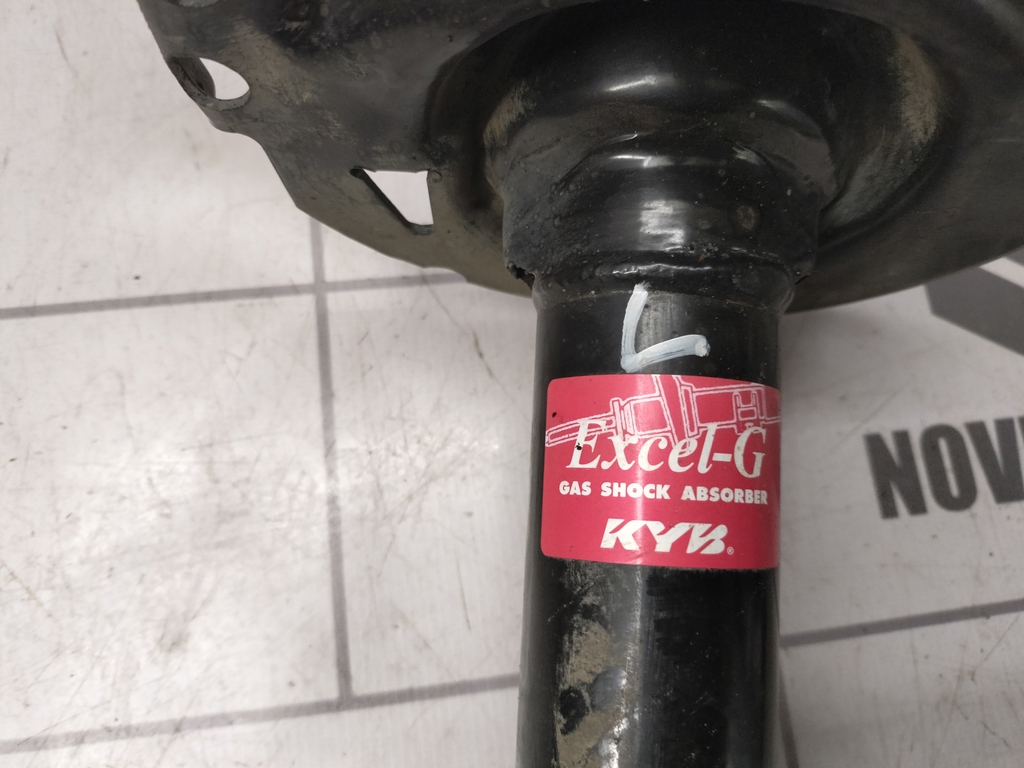 L
Excel-G
GAS SHOCK ABSORBER
KYB®
NOV